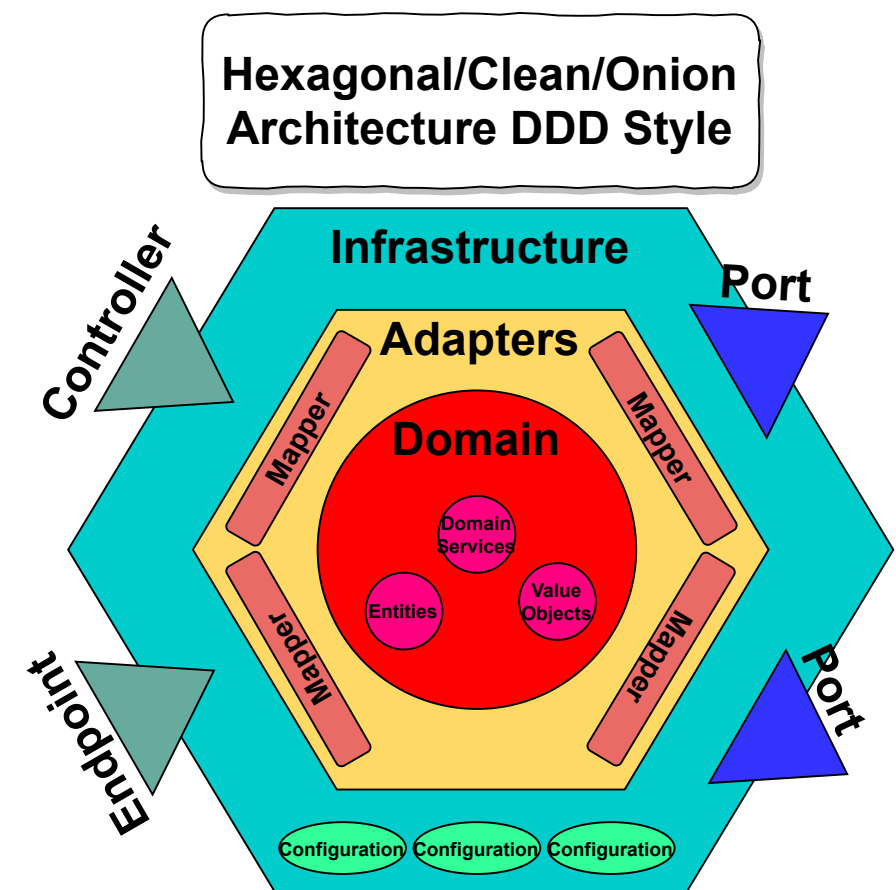 Hexagonal/Clean/Onion
Architecture DDD Style
Infrastructure
Controller
Port
Adapters
Mapper
Mapper
Domain
Domain
Services
Entities
Value
Objects
Mapper
Mapper
Endpoint
Port
Configuration
Configuration
Configuration